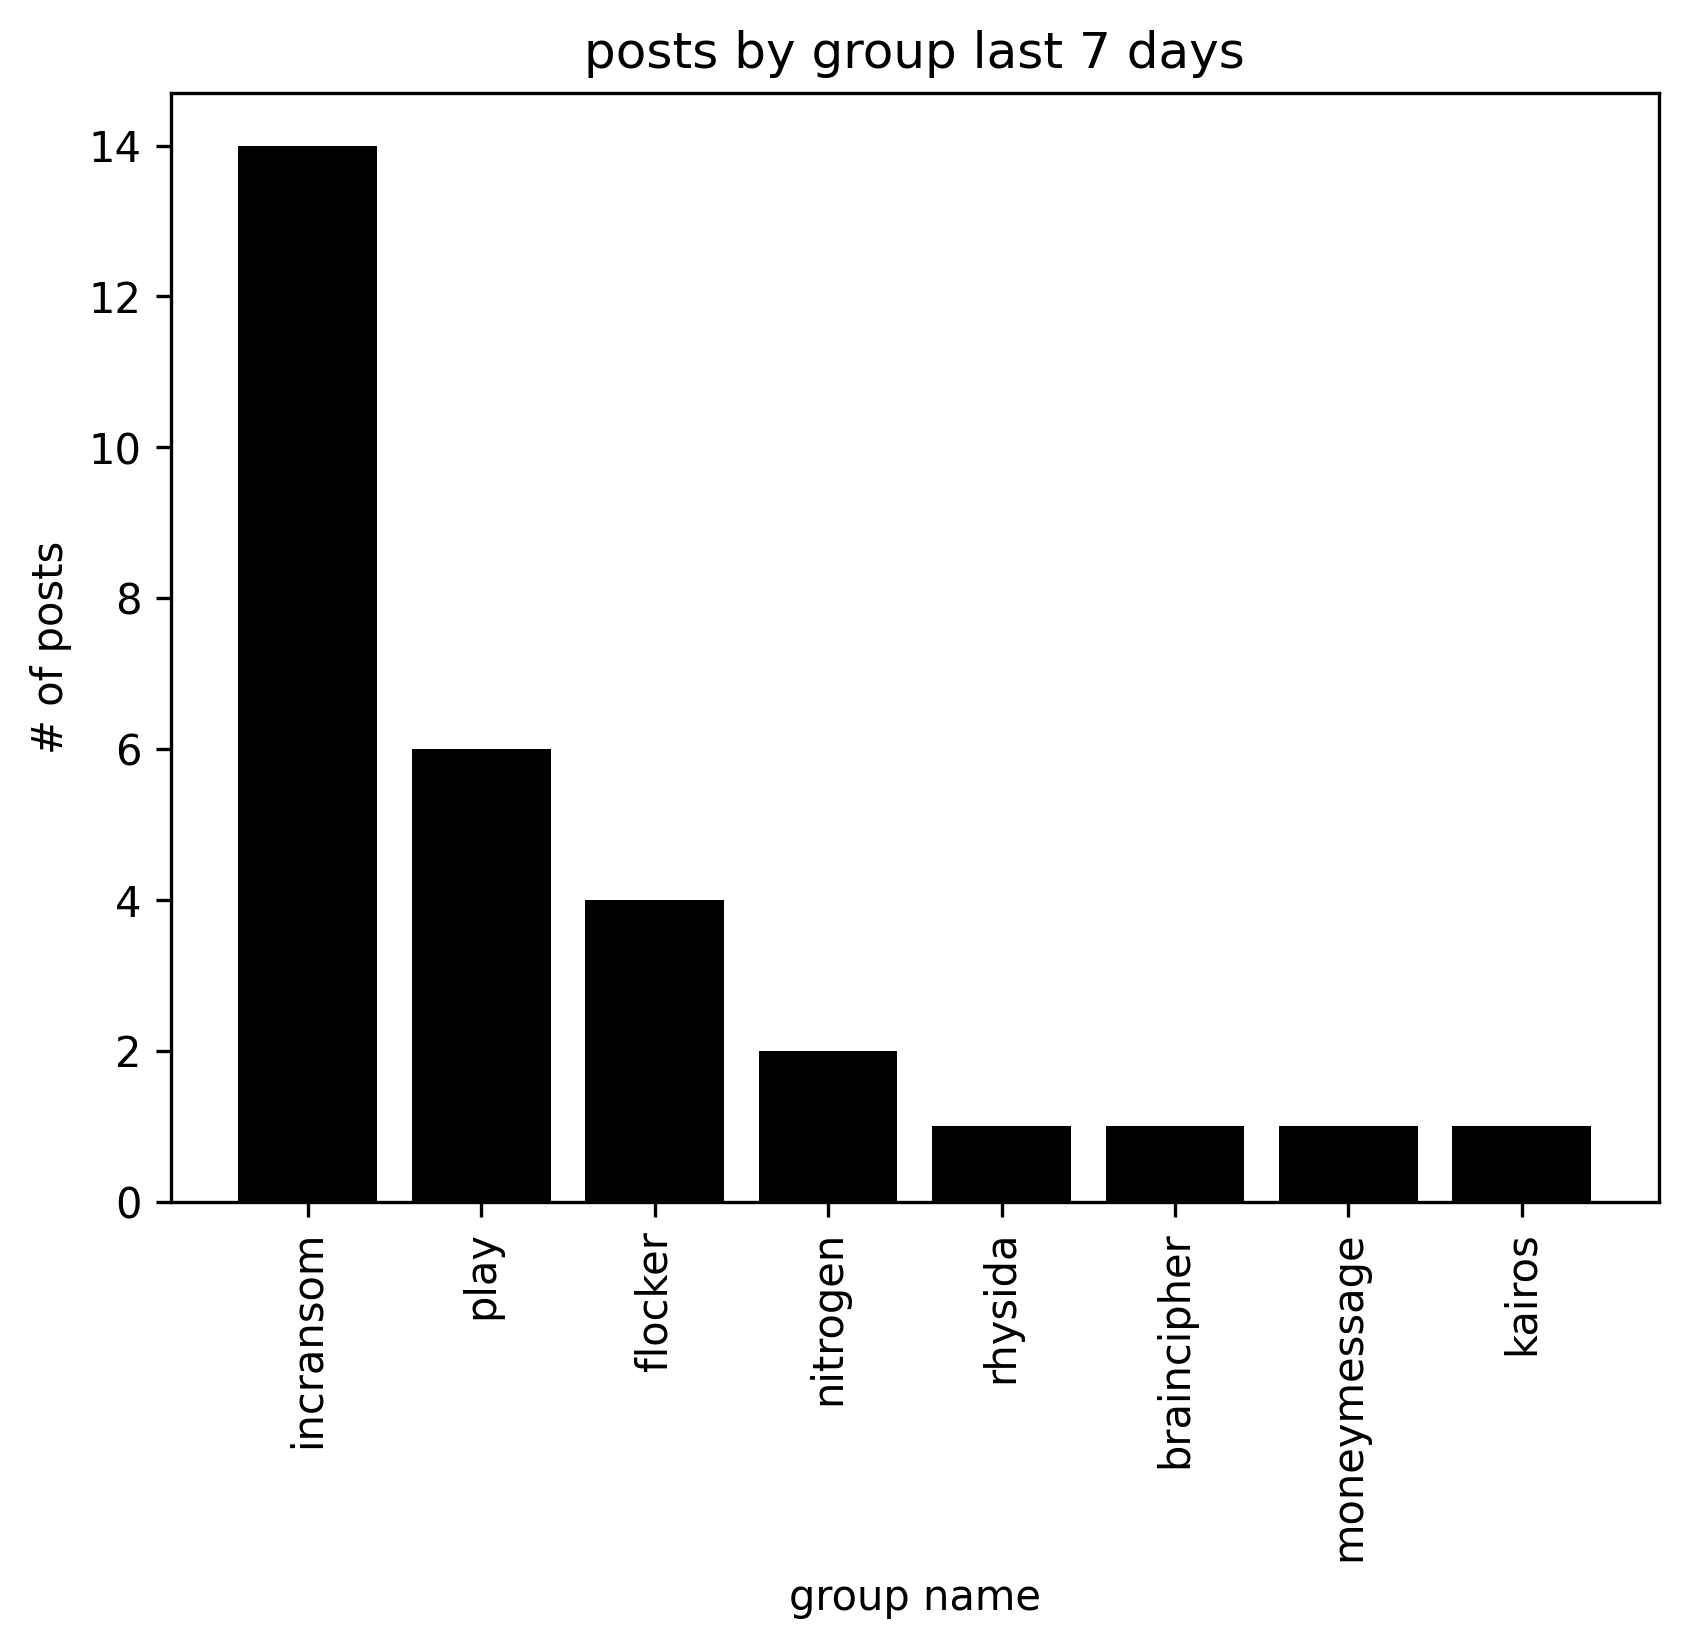 posts by group last 7 days
# of posts
14
12
10
8
6
4
2
0
incransom
play
flocker
nitrogen
rhysida
braincipher
moneymessage
kairos
group name